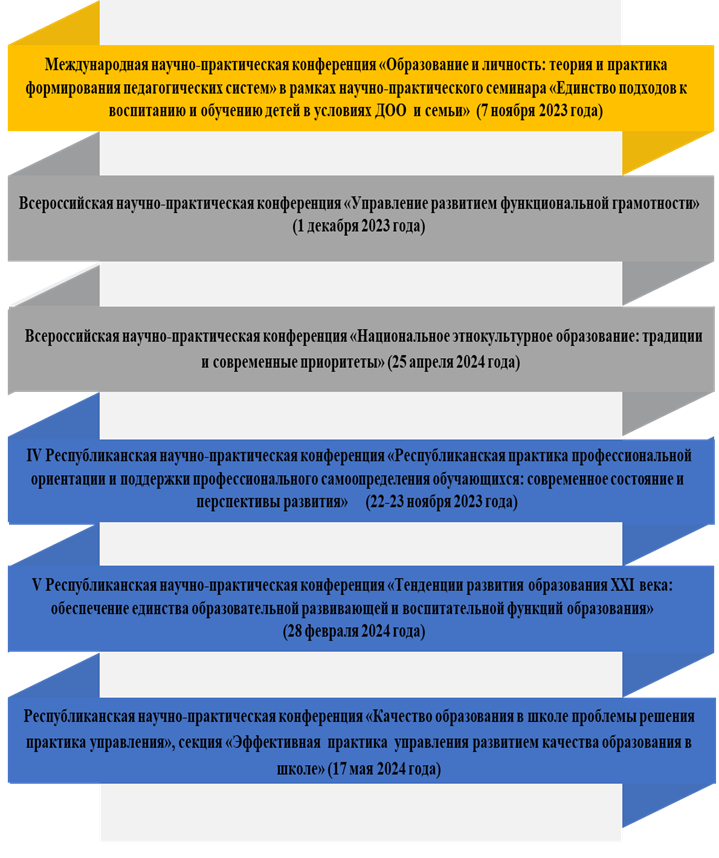 Международная научно-практическая конференция «Образование и личность: теория и практика
формирования педагогических систем» в рамках научно-практического семинара «Единство подходов к
воспитанию и обучению детей в условиях ДОО и семьи» (7 ноября 2023 года)
Всероссийская научно-практическая конференция «Управление развитием функциональной грамотности»
(1 декабря 2023 года)
Всероссийская научно-практическая конференция «Национальное этнокультурное образование: традиции
и современные приоритеты» (25 апреля 2024 года)
IV Республиканская научно-практическая конференция «Республиканская практика профессиональной
ориентации и поддержки профессионального самоопределения обучающихся: современное состояние и
перспективы развития» (22-23 ноября 2023 года)
V Республиканская научно-практическая конференция «Тенденции развития образования XXI века:
обеспечение единства образовательной развивающей и воспитательной функций образования»
(28 февраля 2024 года)
Республиканская научно-практическая конференция «Качество образования в школе проблемы решения
практика управления», секция «Эффективная практика управления развитием качества образования в
школе» (17 мая 2024 года)